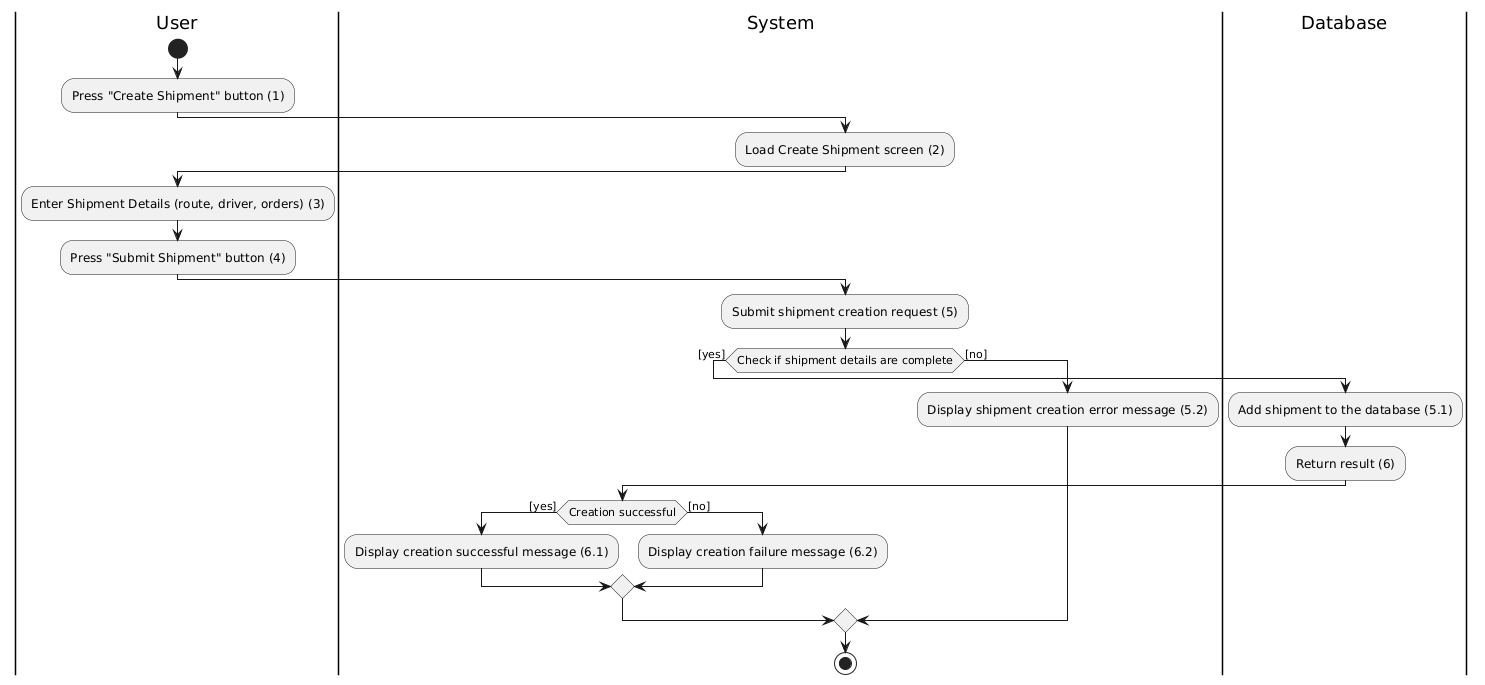 User
System
Database
Press "Create Shipment" button (1)
Load Create Shipment screen (2)
Enter Shipment Details (route, driver, orders) (3)
Press "Submit Shipment" button (4)
Submit shipment creation request (5)
[yes]
Check if shipment details are complete
[no]
Display shipment creation error message (5.2)
Add shipment to the database (5.1)
Return result (6)
[yes]
Creation successful
[no]
Display creation successful message (6.1)
Display creation failure message (6.2)